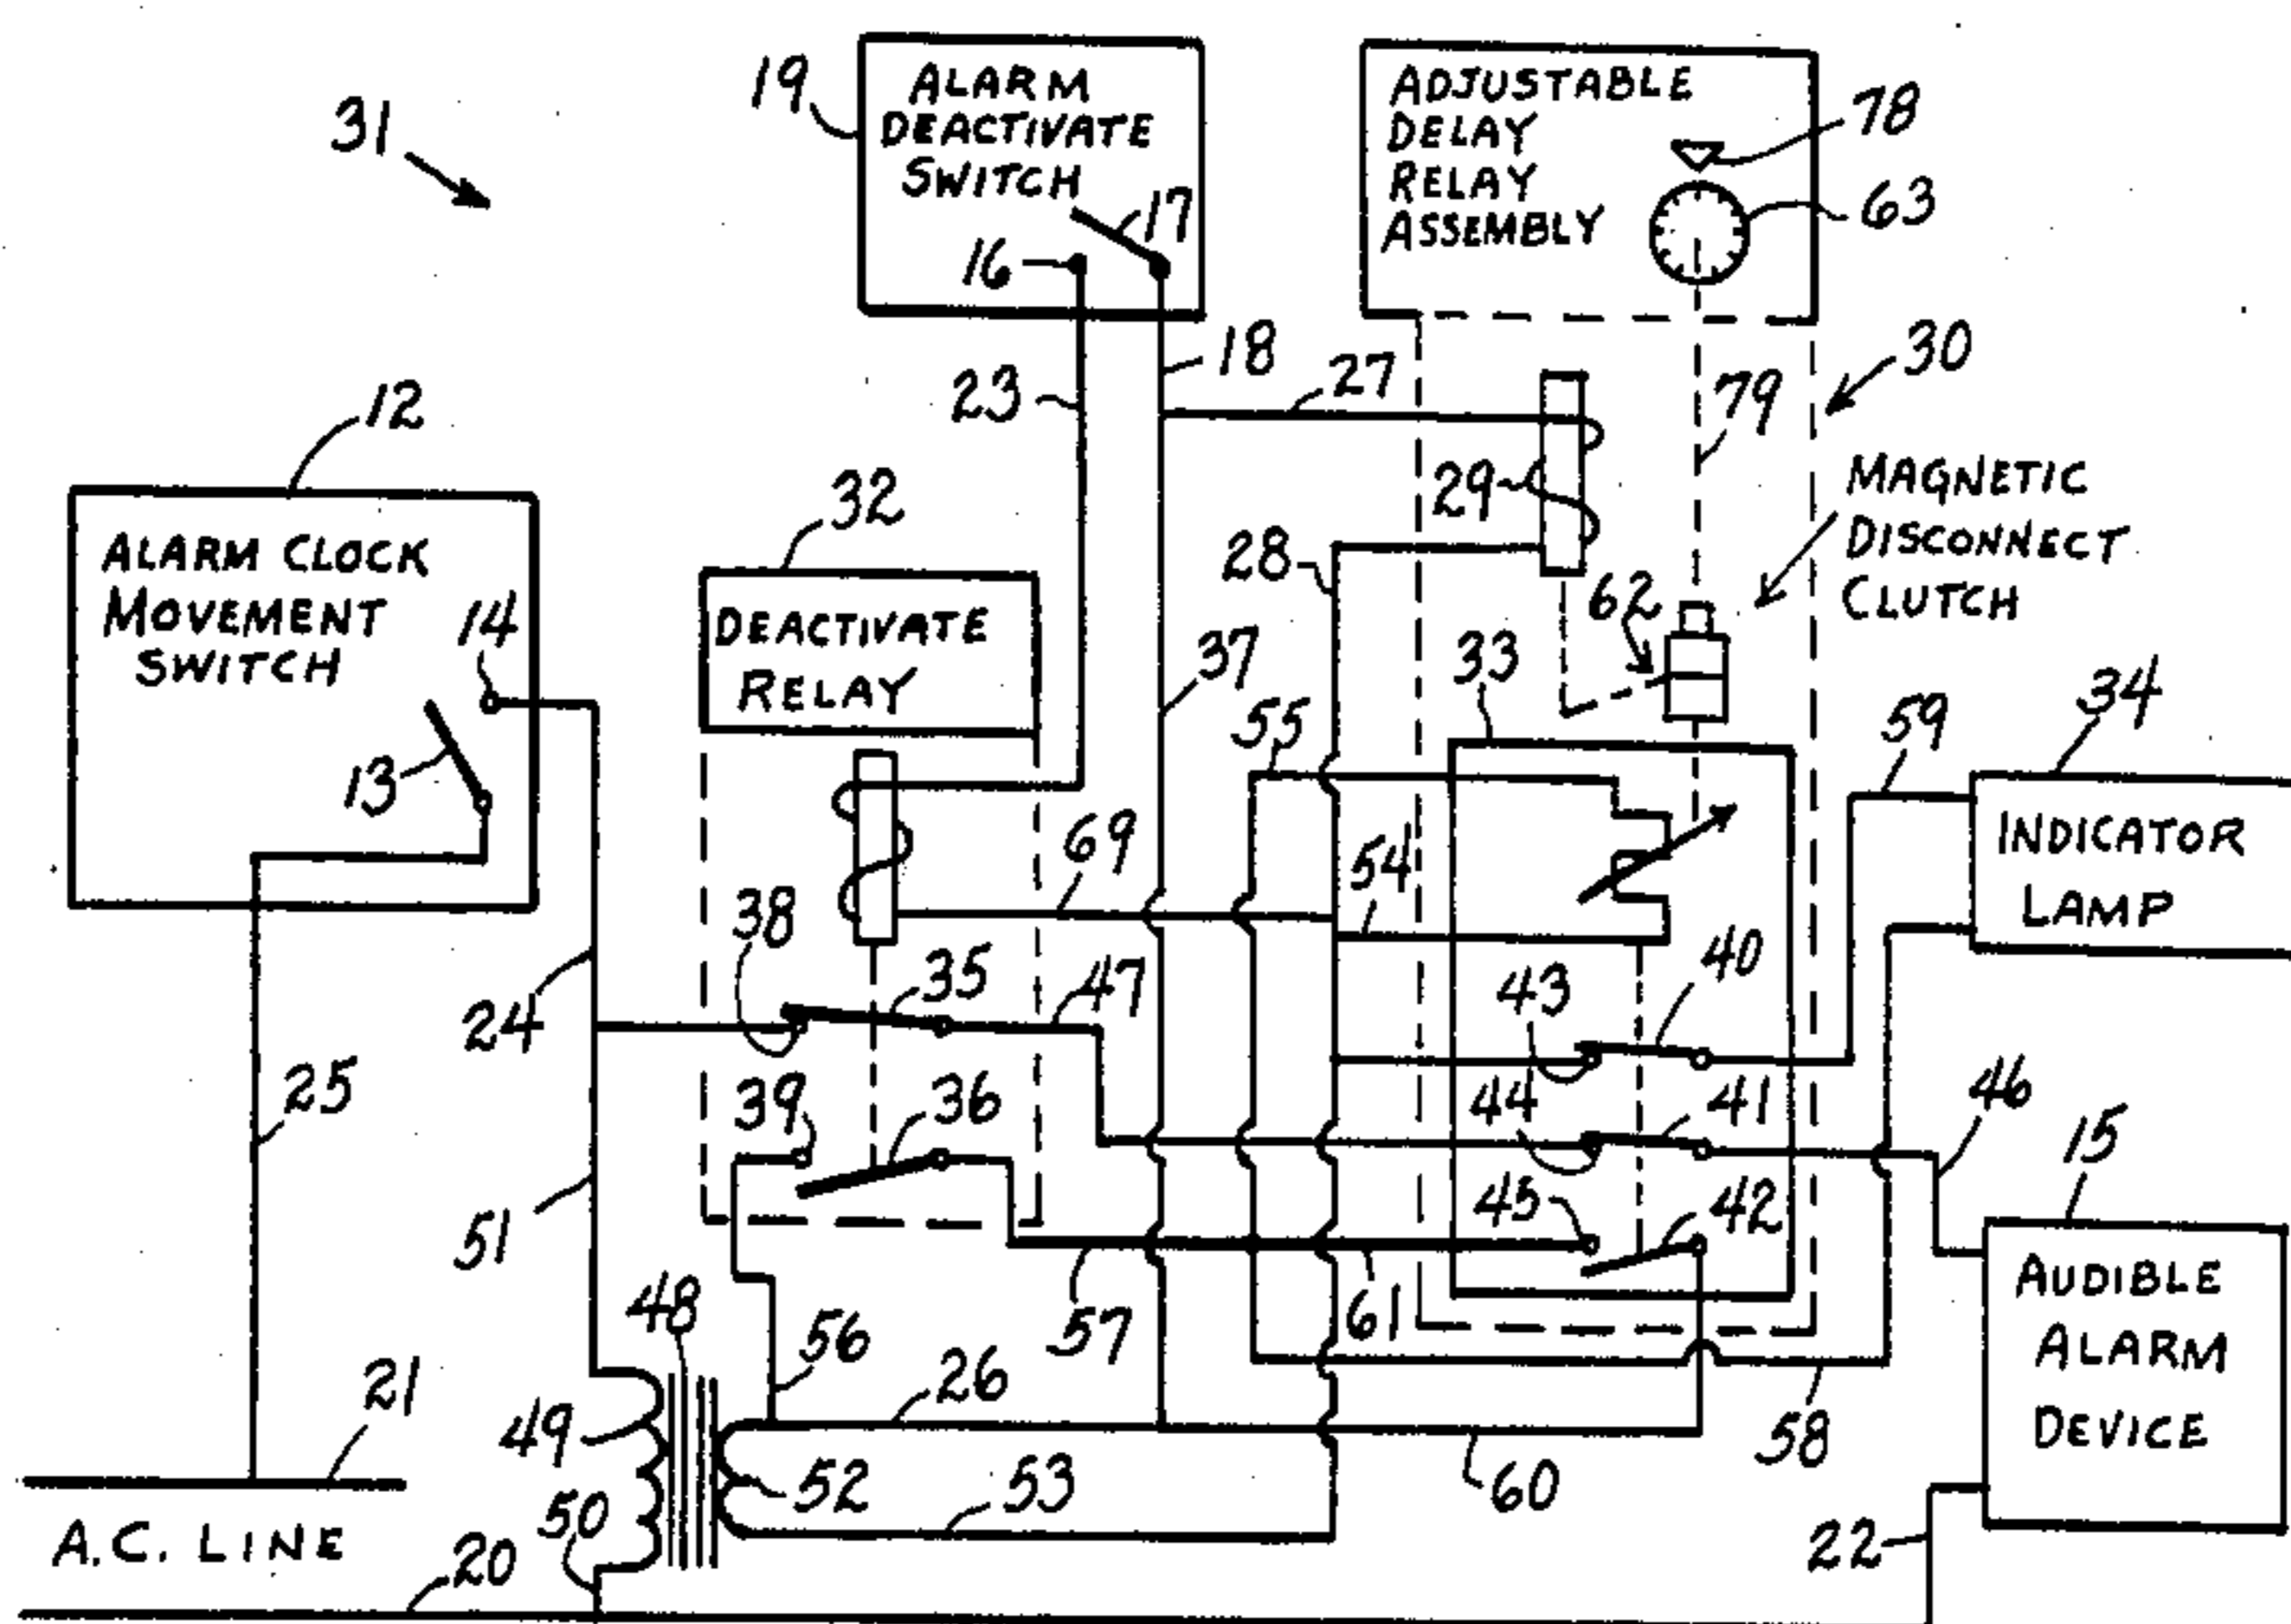 31
19
ALARM
DEACTIVATE
SWITCH
17
16
ADJUSTABLE
DELAY
RELAY
ASSEMBLY
78
63
18
23
27
30
79
12
ALARM CLOCK
MOVEMENT
SWITCH
14
13
32
DEACTIVATE
RELAY
29
28
MAGNETIC
DISCONNECT
CLUTCH
62
37
33
55
59
34
INDICATOR
LAMP
69
54
38
35
47
24
43
40
25
39
36
44
41
46
15
51
45
42
AUDIBLE
ALARM
DEVICE
48
56
57
61
21
26
49
58
52
53
60
A.C. LINE
50
20
22